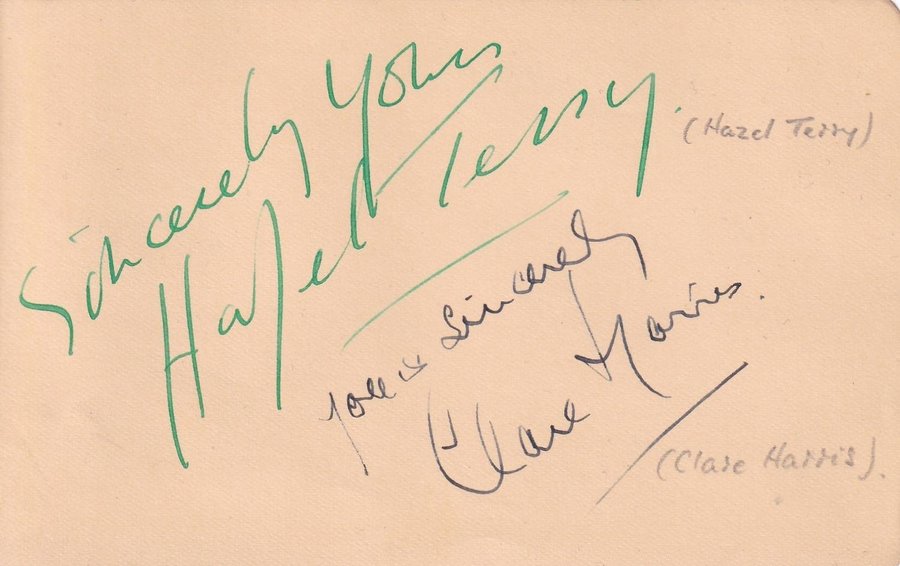 Sincerely Yours
Hazel Terry.
(Hazel Terry)
Yours Sincerely
Clare Harris.
(Clare Harris).